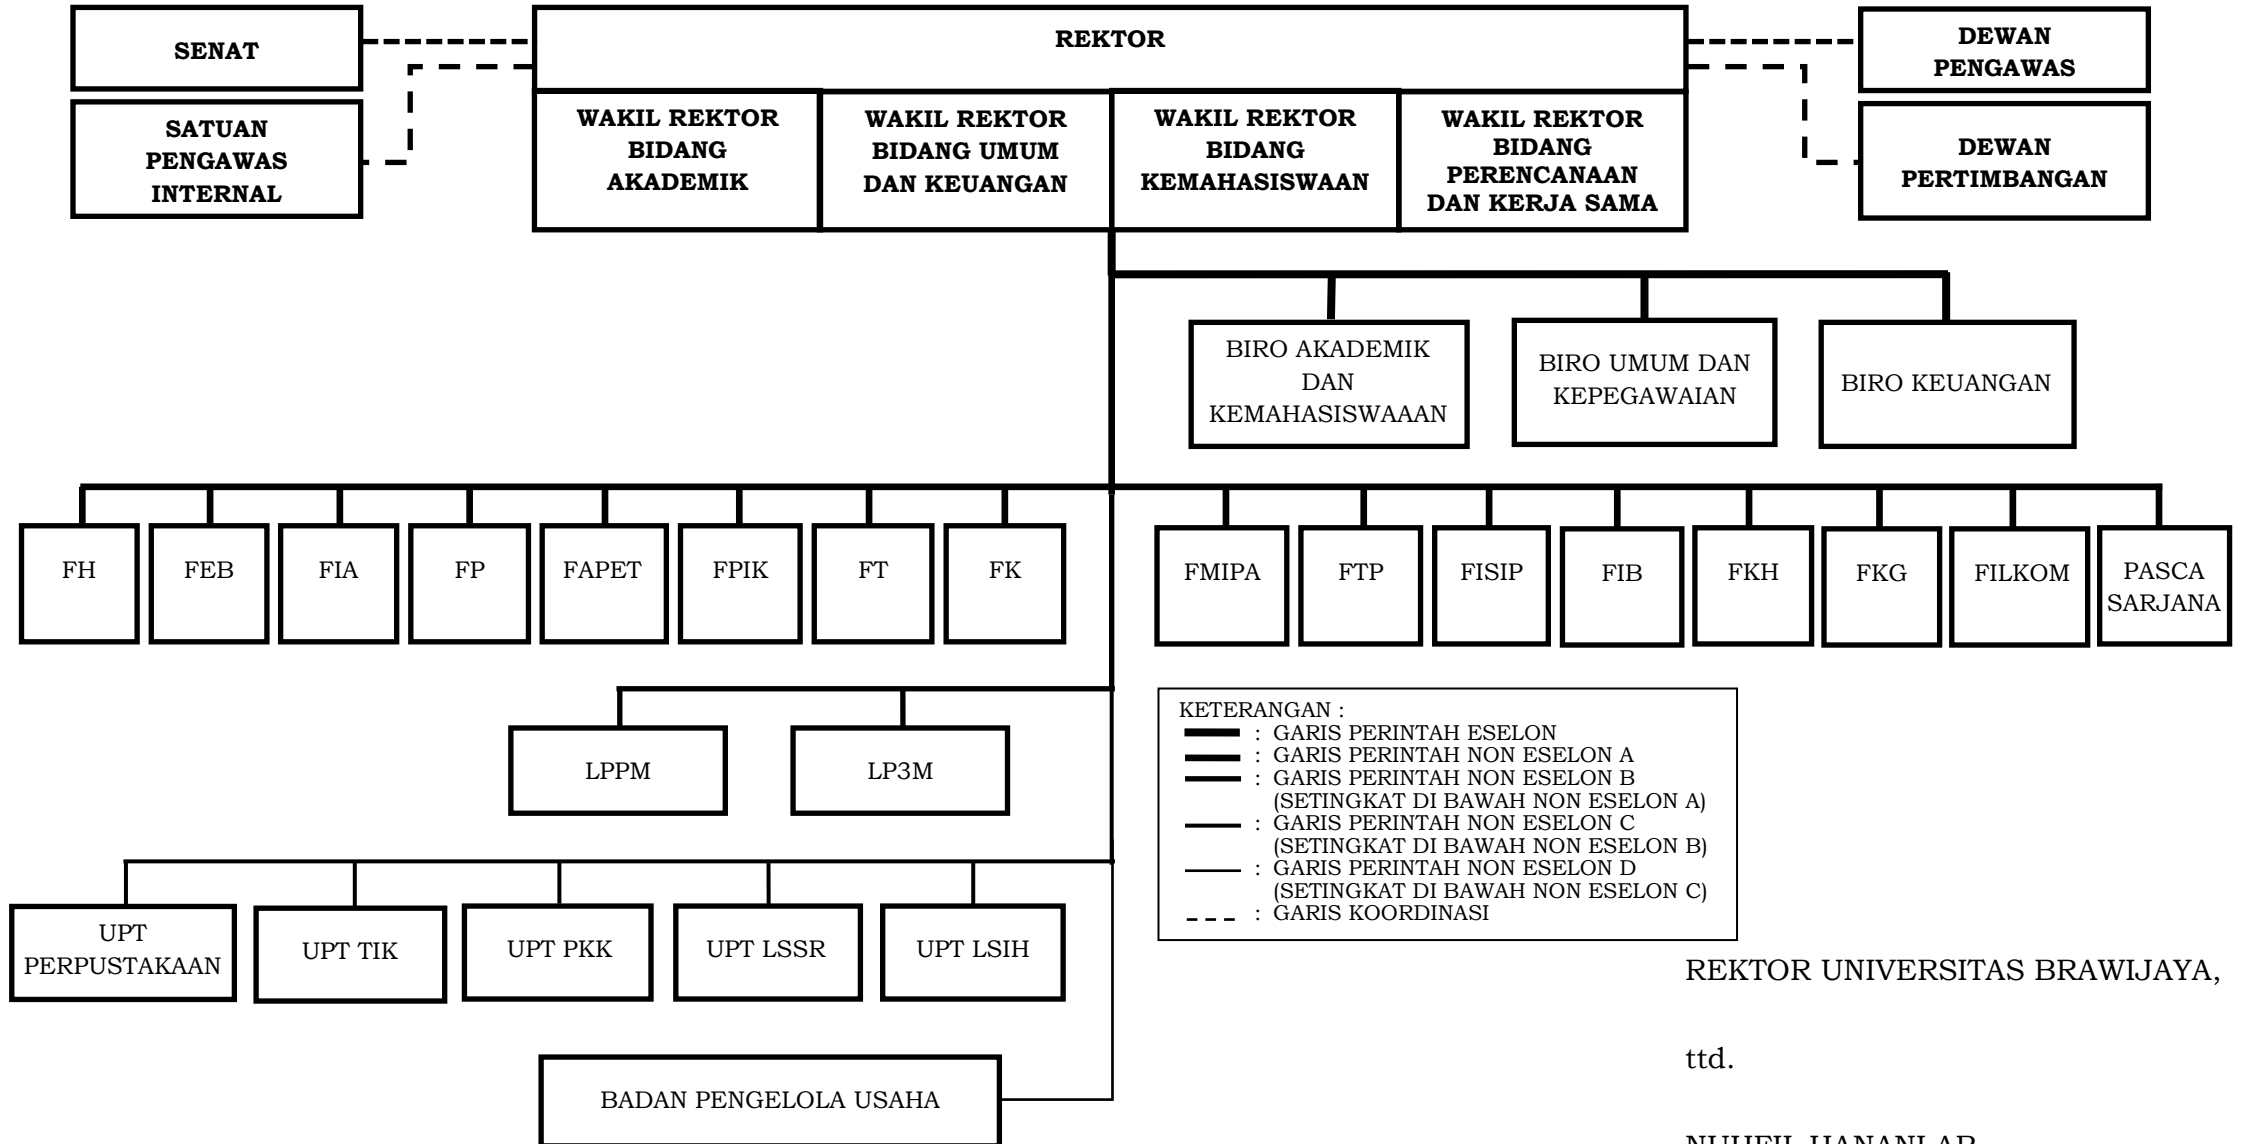 SENAT
REKTOR
DEWAN
PENGAWAS
SATUAN
PENGAWAS
INTERNAL
WAKIL REKTOR
BIDANG
AKADEMIK
WAKIL REKTOR
BIDANG UMUM
DAN KEUANGAN
WAKIL REKTOR
BIDANG
KEMAHASISWAAN
WAKIL REKTOR
BIDANG
PERENCANAAN
DAN KERJA SAMA
DEWAN
PERTIMBANGAN
BIRO AKADEMIK
DAN
KEMAHASISWAAAN
BIRO UMUM DAN
KEPEGAWAIAN
BIRO KEUANGAN
FH
FEB
FIA
FP
FAPET
FPIK
FT
FK
FMIPA
FTP
FISIP
FIB
FKH
FKG
FILKOM
PASCA
SARJANA
LPPM
LP3M
KETERANGAN :
: GARIS PERINTAH ESELON
: GARIS PERINTAH NON ESELON A
: GARIS PERINTAH NON ESELON B
(SETINGKAT DI BAWAH NON ESELON A)
: GARIS PERINTAH NON ESELON C
(SETINGKAT DI BAWAH NON ESELON B)
: GARIS PERINTAH NON ESELON D
(SETINGKAT DI BAWAH NON ESELON C)
: GARIS KOORDINASI
UPT
PERPUSTAKAAN
UPT TIK
UPT PKK
UPT LSSR
UPT LSIH
BADAN PENGELOLA USAHA
REKTOR UNIVERSITAS BRAWIJAYA,
ttd.